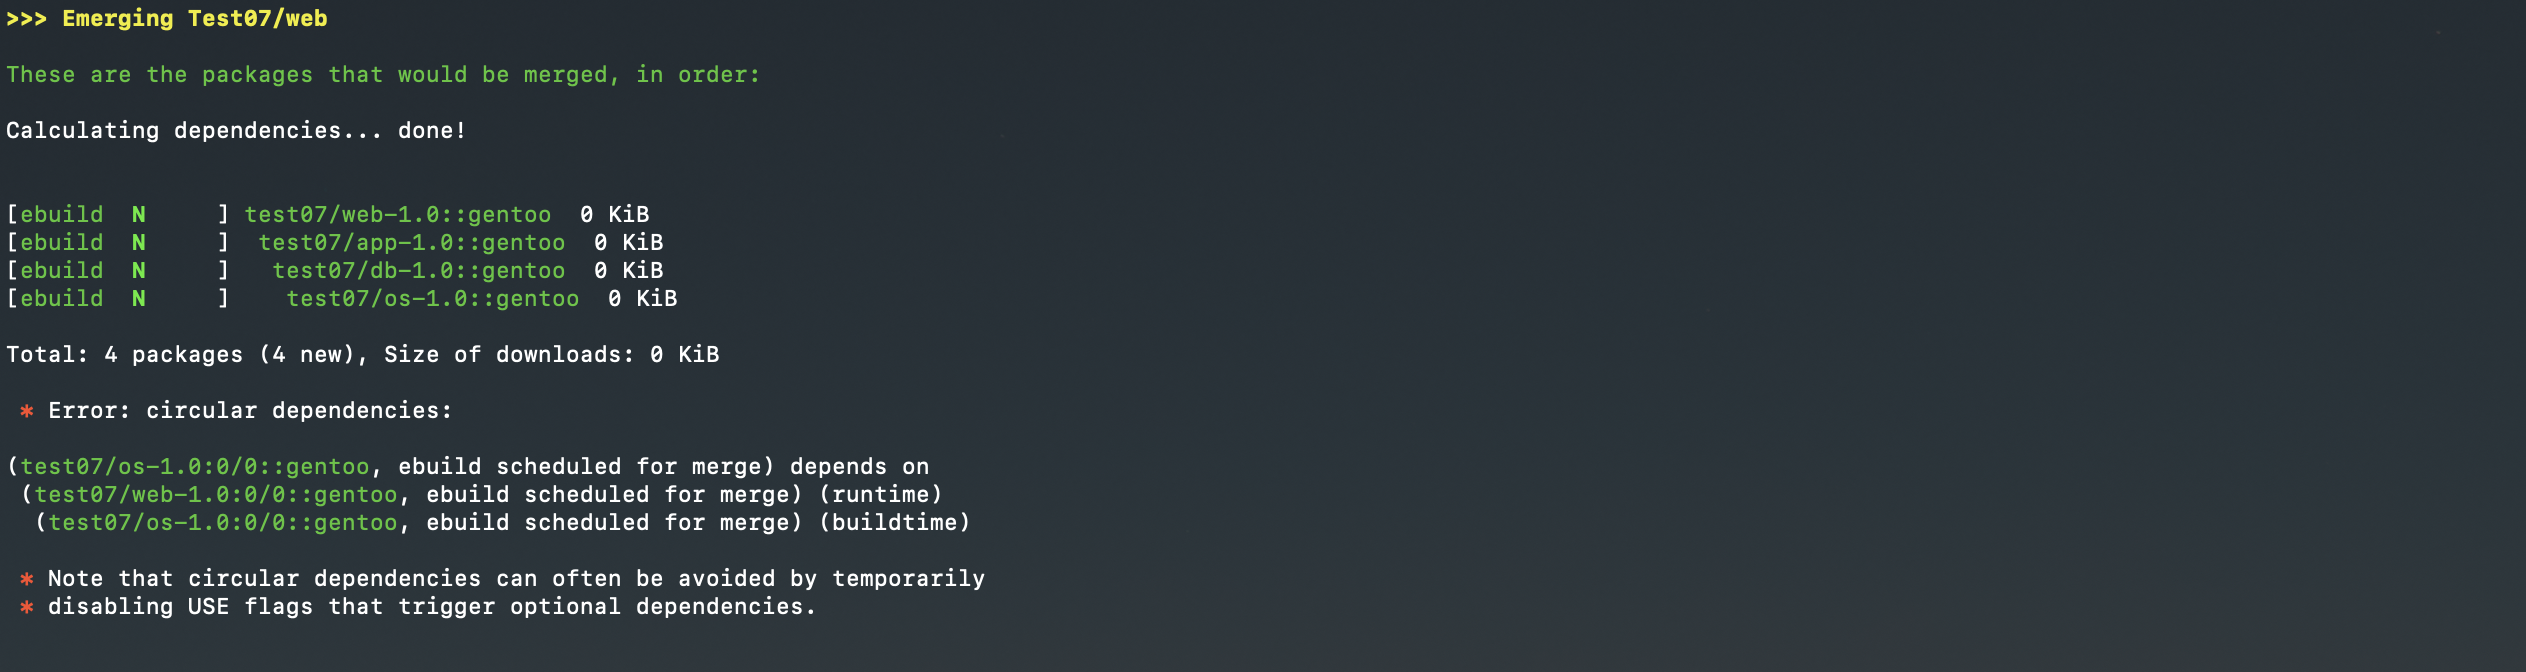 >>> Emerging Test07/web
These are the packages that would be merged, in order:
Calculating dependencies... done!
[ebuild  N     ] test07/web-1.0::gentoo  0 KiB
[ebuild  N     ]  test07/app-1.0::gentoo  0 KiB
[ebuild  N     ]   test07/db-1.0::gentoo  0 KiB
[ebuild  N     ]    test07/os-1.0::gentoo  0 KiB
Total: 4 packages (4 new), Size of downloads: 0 KiB
 * Error: circular dependencies:
(test07/os-1.0:0/0::gentoo, ebuild scheduled for merge) depends on
 (test07/web-1.0:0/0::gentoo, ebuild scheduled for merge) (runtime)
  (test07/os-1.0:0/0::gentoo, ebuild scheduled for merge) (buildtime)
 * Note that circular dependencies can often be avoided by temporarily
 * disabling USE flags that trigger optional dependencies.